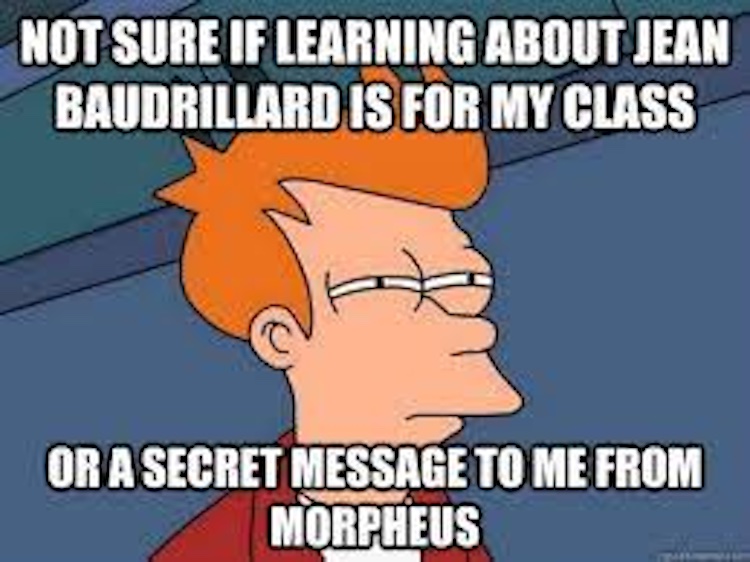 NOT SURE IF LEARNING ABOUT JEAN
BAUDRILLARD IS FOR MY CLASS
OR A SECRET MESSAGE TO ME FROM
MORPHEUS